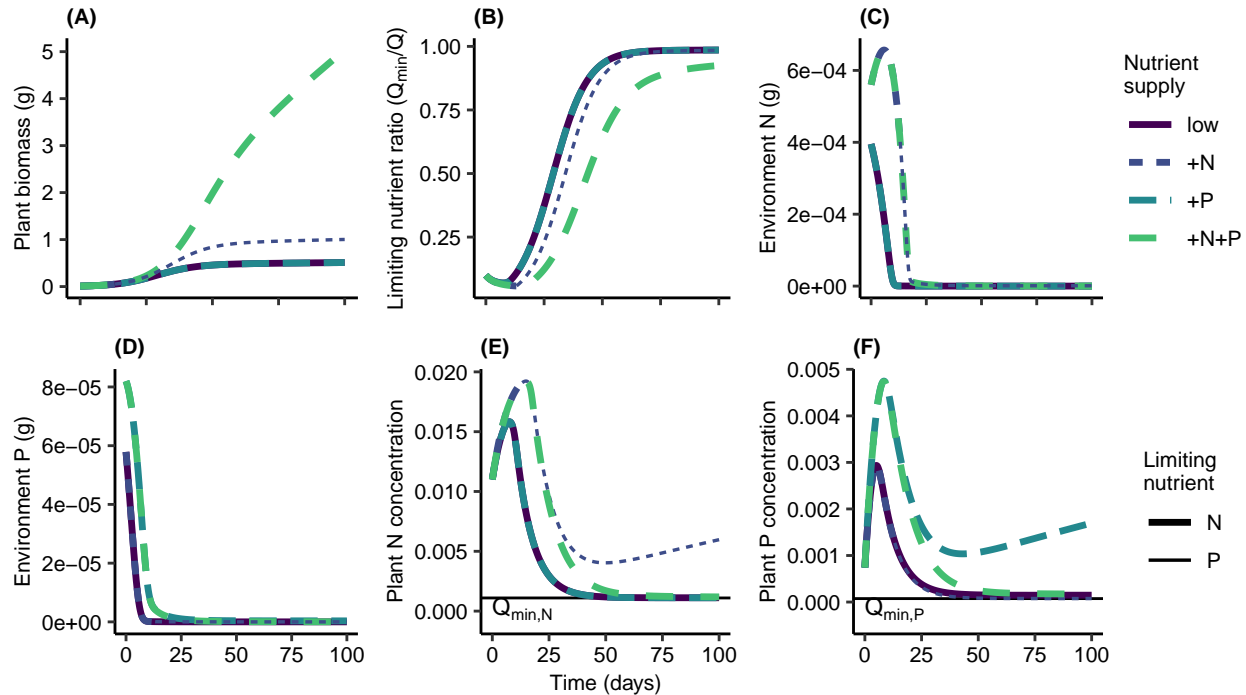 (A)
Plant biomass (g)
5
4
3
2
1
0
(B)
Limiting nutrient ratio (Q_min/Q)
1.00
0.75
0.50
0.25
(C)
Environment N (g)
6e−04
4e−04
2e−04
0e+00
Nutrient
supply
low
+N
+P
+N+P
(D)
Environment P (g)
8e−05
6e−05
4e−05
2e−05
0e+00
0 25 50 75 100
(E)
Plant N concentration
0.020
0.015
0.010
0.005
0.000
Q_min,N
0 25 50 75 100
Time (days)
(F)
Plant P concentration
0.005
0.004
0.003
0.002
0.001
0.000
Q_min,P
0 25 50 75 100
Limiting
nutrient
N
P